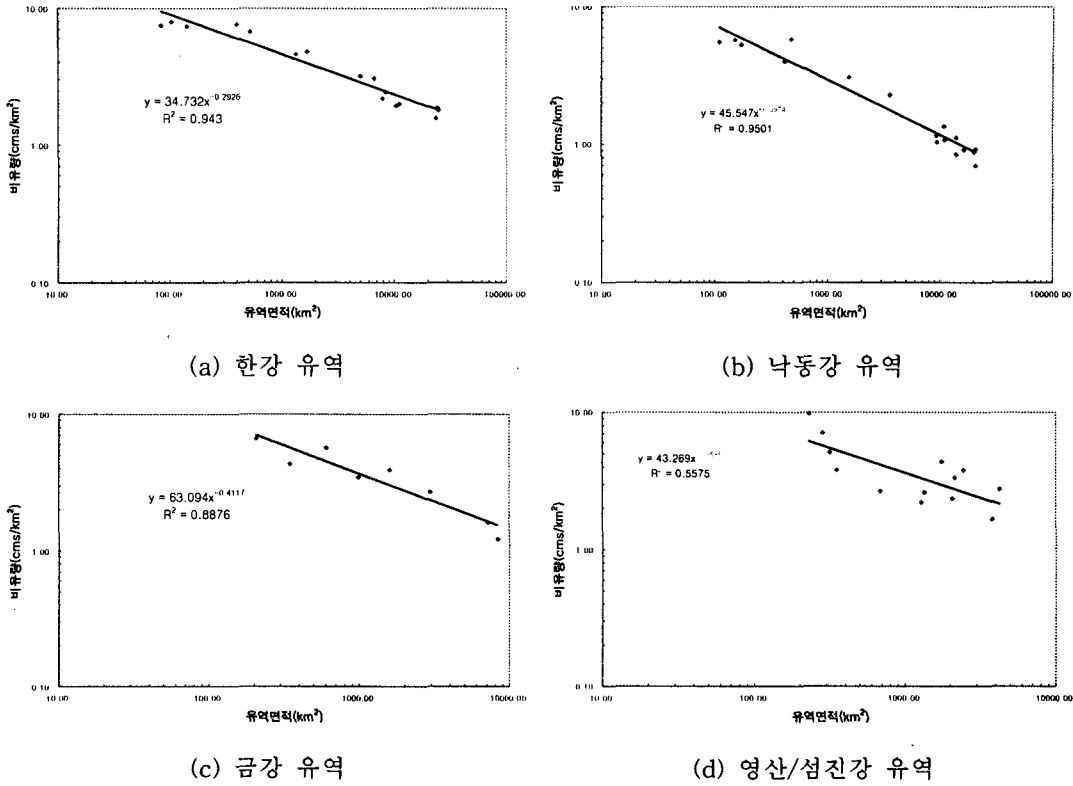 10.00
1.00
0.10
비유량(cms/km²)
y = 34.732x^-0.2926
R² = 0.943
10.00 100.00 1000.00 10000.00 100000.00
유역면적(km²)
(a) 한강 유역
10.00
1.00
0.10
비유량(cms/km²)
y = 45.547x
R = 0.9501
10.00 100.00 1000.00 10000.00 100000.00
유역면적(km²)
(b) 낙동강 유역
10.00
1.00
0.10
비유량(cms/km²)
y = 63.094x^-0.4117
R² = 0.8876
10.00 100.00 1000.00 10000.00
유역면적(km²)
(c) 금강 유역
10.00
1.00
0.10
비유량(cms/km²)
y = 43.269x
R = 0.5575
10.00 100.00 1000.00 10000.00
유역면적(km²)
(d) 영산/섬진강 유역